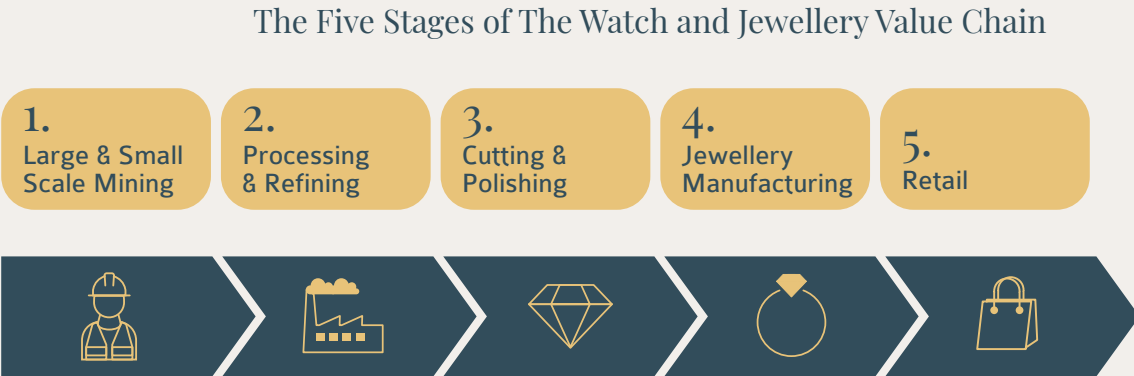 The Five Stages of The Watch and Jewellery Value Chain
1.
Large & Small
Scale Mining
2.
Processing
& Refining
3.
Cutting &
Polishing
4.
Jewellery
Manufacturing
5.
Retail